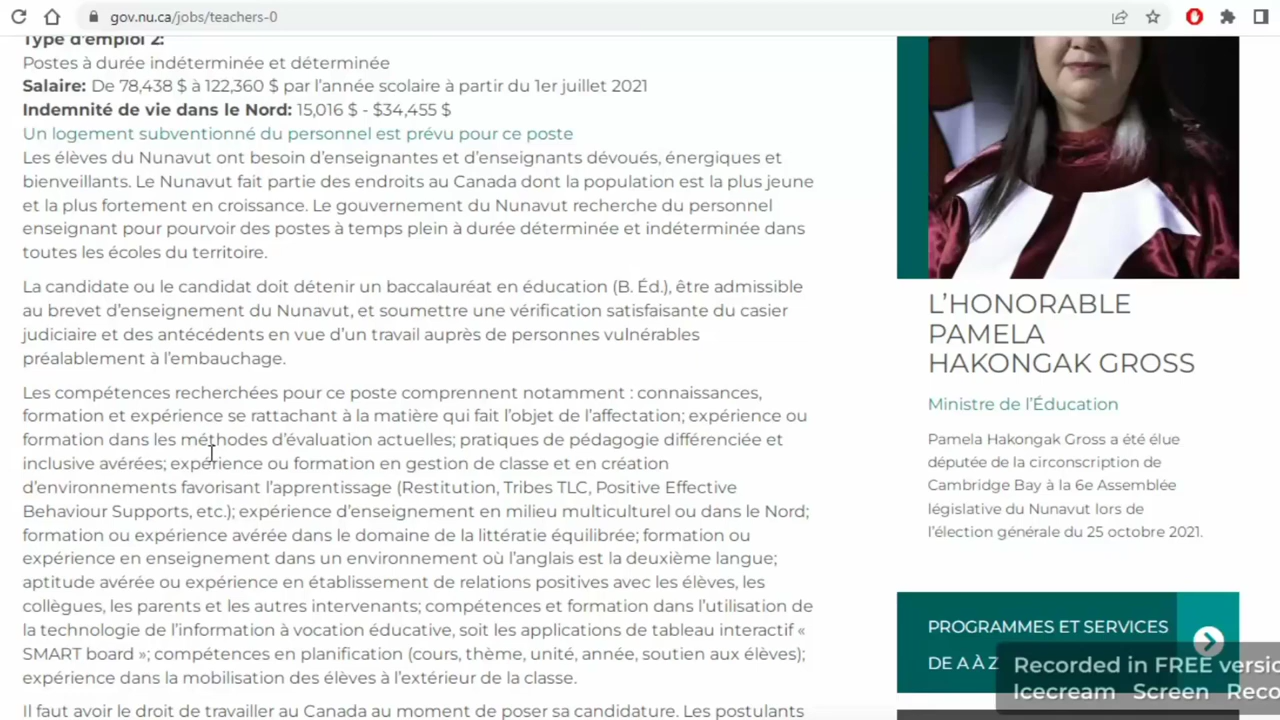 gov.nu.ca/jobs/teachers-0
Type d'emploi 2:
Postes à durée indéterminée et déterminée
Salaire: De 78,438 $ à 122,360 $ par l'année scolaire à partir du 1er juillet 2021
Indemnité de vie dans le Nord: 15,016 $ - $34,455 $
Un logement subventionné du personnel est prévu pour ce poste
Les élèves du Nunavut ont besoin d'enseignantes et d'enseignants dévoués, énergiques et
bienveillants. Le Nunavut fait partie des endroits au Canada dont la population est la plus jeune
et la plus fortement en croissance. Le gouvernement du Nunavut recherche du personnel
enseignant pour pourvoir des postes à temps plein à durée déterminée et indéterminée dans
toutes les écoles du territoire.
La candidate ou le candidat doit détenir un baccalauréat en éducation (B. Éd.), être admissible
au brevet d'enseignement du Nunavut, et soumettre une vérification satisfaisante du casier
judiciaire et des antécédents en vue d'un travail auprès de personnes vulnérables
préalablement à l'embauchage.
Les compétences recherchées pour ce poste comprennent notamment : connaissances,
formation et expérience se rattachant à la matière qui fait l'objet de l'affectation; expérience ou
formation dans les méthodes d'évaluation actuelles; pratiques de pédagogie différenciée et
inclusive avérées; expérience ou formation en gestion de classe et en création
d'environnements favorisant l'apprentissage (Restitution, Tribes TLC, Positive Effective
Behaviour Supports, etc.); expérience d'enseignement en milieu multiculturel ou dans le Nord;
formation ou expérience avérée dans le domaine de la littératie équilibrée; formation ou
expérience en enseignement dans un environnement où l'anglais est la deuxième langue;
aptitude avérée ou expérience en établissement de relations positives avec les élèves, les
collègues, les parents et les autres intervenants; compétences et formation dans l'utilisation de
la technologie de l'information à vocation éducative, soit les applications de tableau interactif «
SMART board »; compétences en planification (cours, thème, unité, année, soutien aux élèves);
expérience dans la mobilisation des élèves à l'extérieur de la classe.
Il faut avoir le droit de travailler au Canada au moment de poser sa candidature. Les postulants
L'HONORABLE
PAMELA
HAKONGAK GROSS
Ministre de l'Éducation
Pamela Hakongak Gross a été élue
députée de la circonscription de
Cambridge Bay à la 6e Assemblée
législative du Nunavut lors de
l'élection générale du 25 octobre 2021.
PROGRAMMES ET SERVICES
DE A À Z
Recorded in FREE versio
Icecream Screen Reco